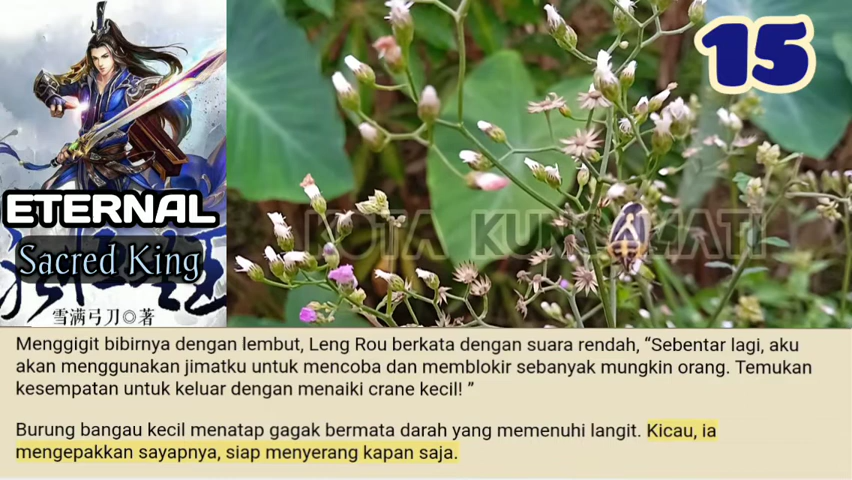 15
ETERNAL
Sacred King
雪满弓刀◎著
KOTA KUNIMATI
Menggigit bibirnya dengan lembut, Leng Rou berkata dengan suara rendah, “Sebentar lagi, aku
akan menggunakan jimatku untuk mencoba dan memblokir sebanyak mungkin orang. Temukan
kesempatan untuk keluar dengan menaiki crane kecil! ”
Burung bangau kecil menatap gagak bermata darah yang memenuhi langit. Kicau, ia
mengepakkan sayapnya, siap menyerang kapan saja.